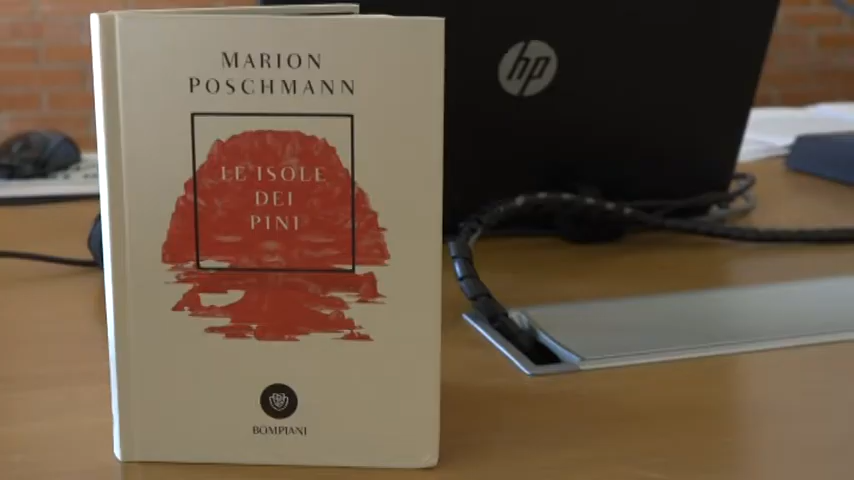 MARION
POSCHMANN
LE ISOLE
DEI
PINI
BOMPIANI
hp